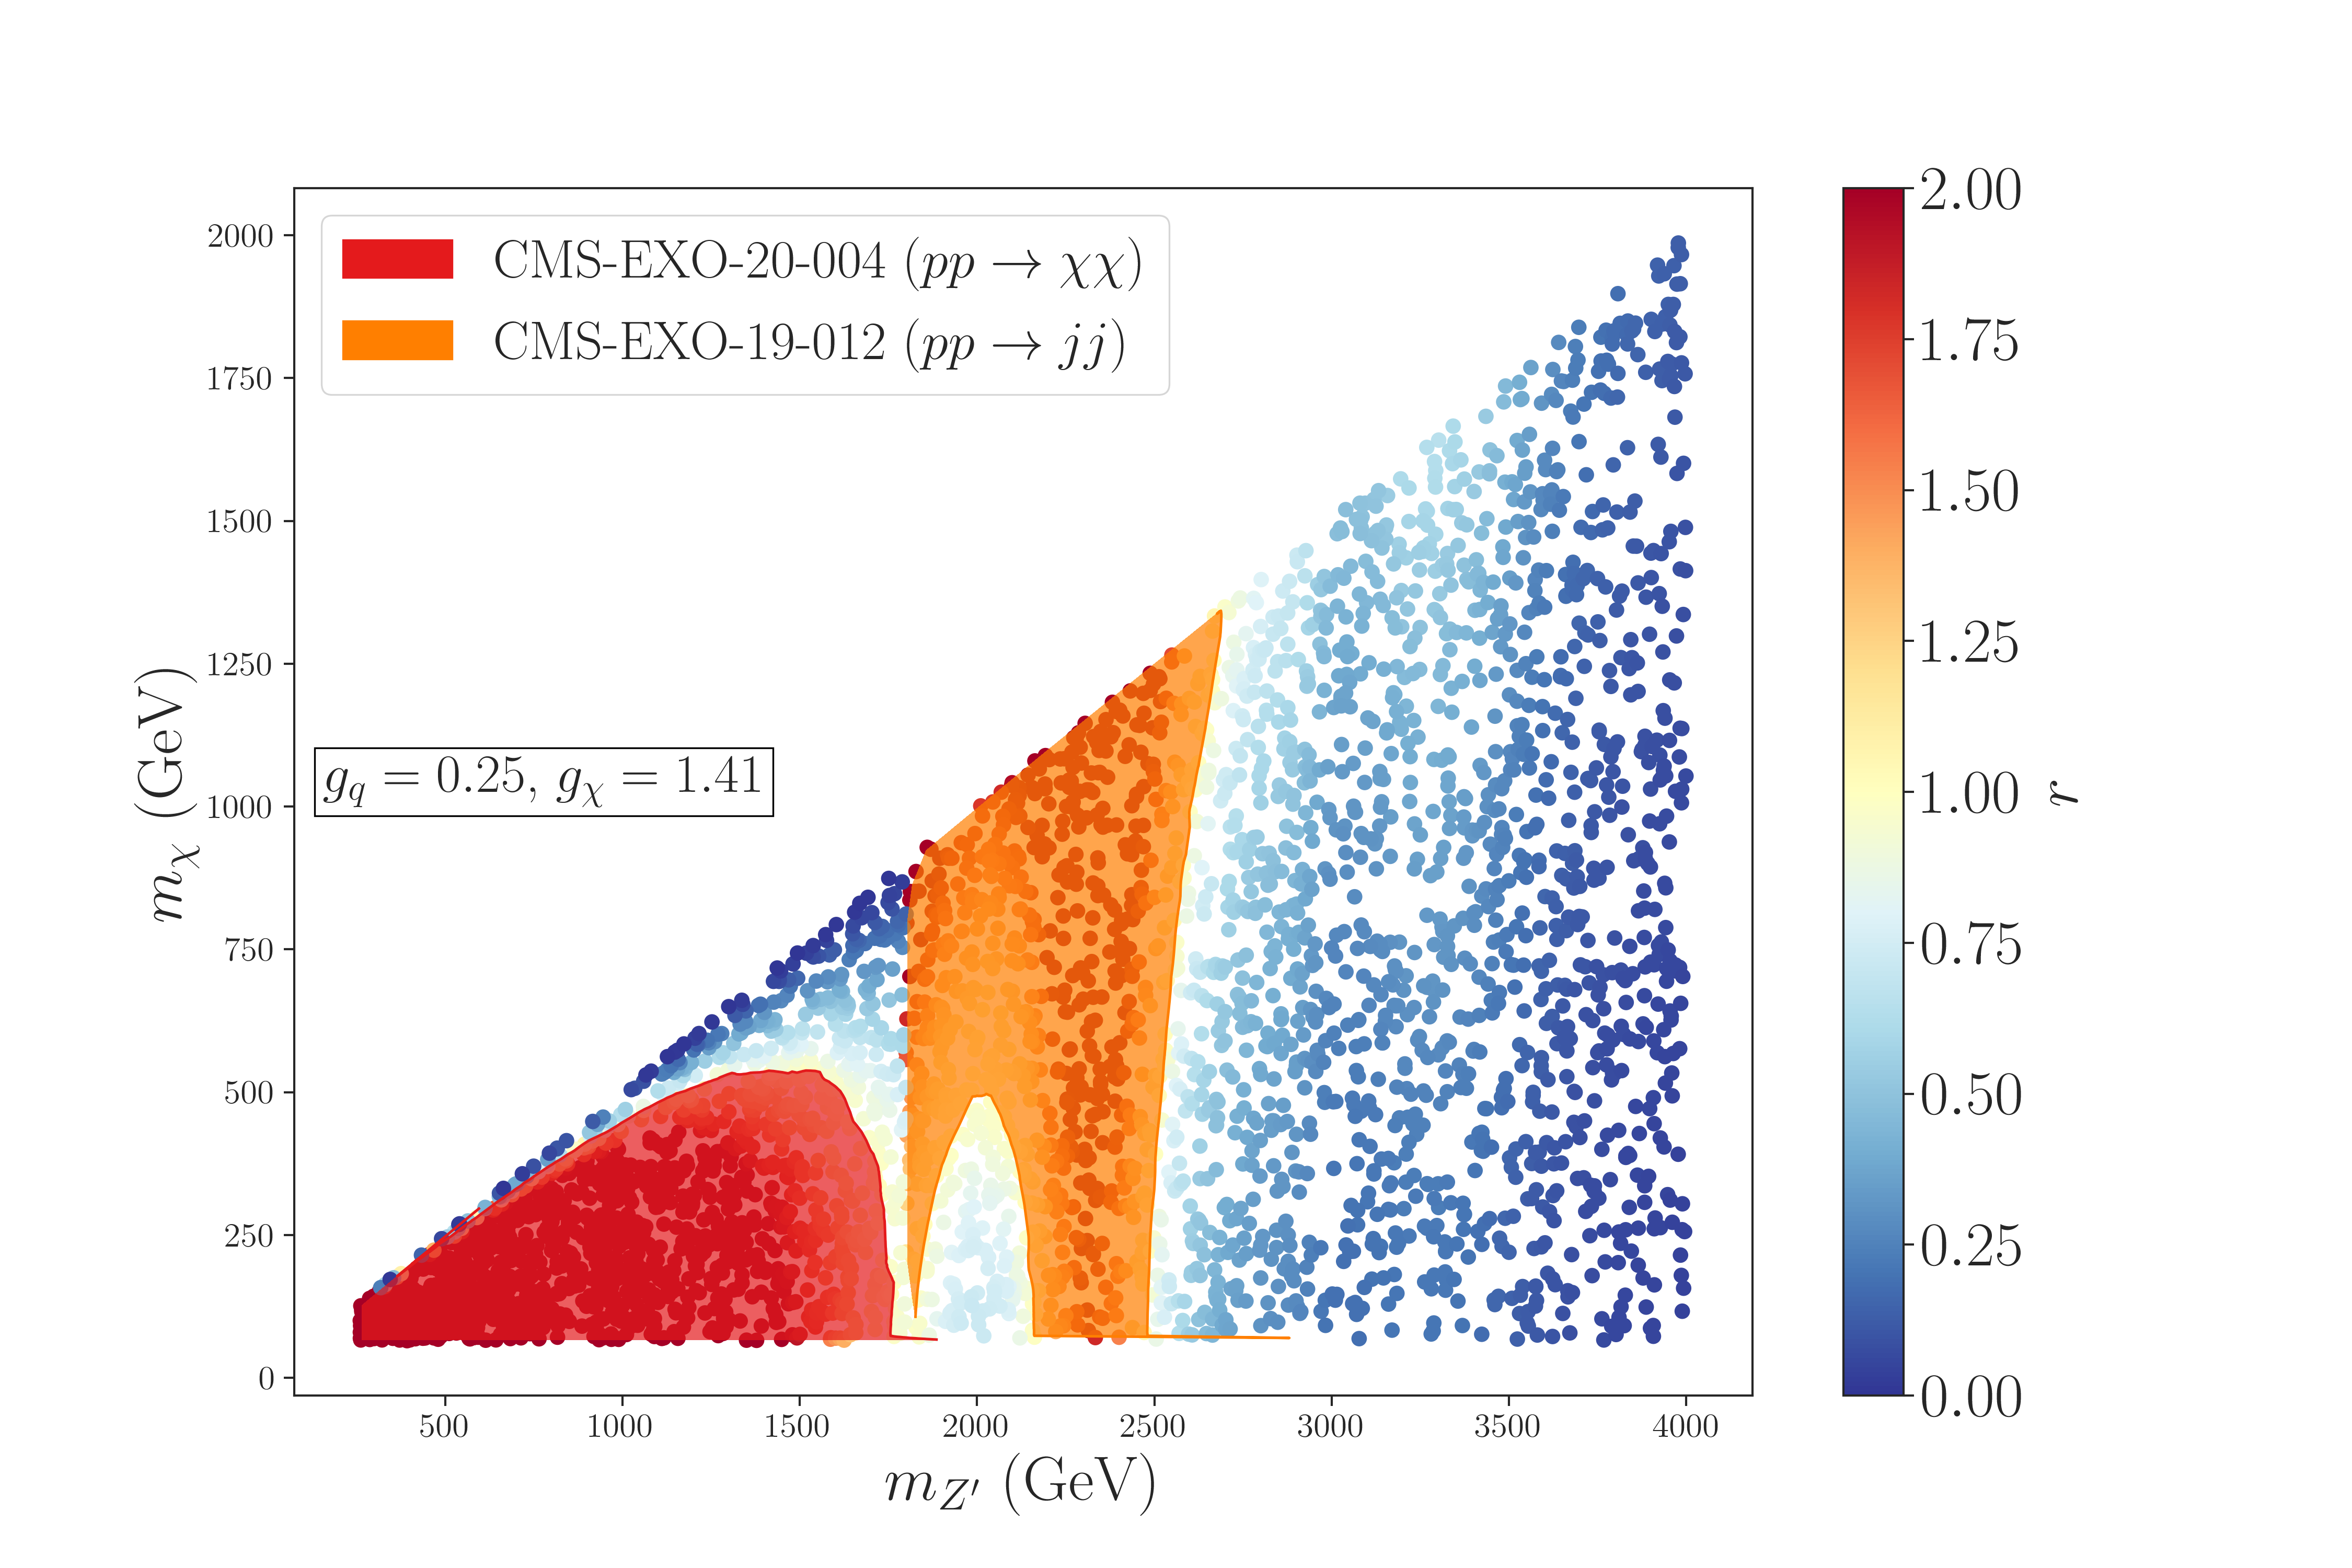 CMS-EXO-20-004 (pp → χχ)
CMS-EXO-19-012 (pp → jj)
g_q = 0.25, g_χ = 1.41
m_χ (GeV)
2000
1750
1500
1250
1000
750
500
250
0
500 1000 1500 2000 2500 3000 3500 4000
m_{Z′} (GeV)
2.00
1.75
1.50
1.25
1.00
0.75
0.50
0.25
0.00
r